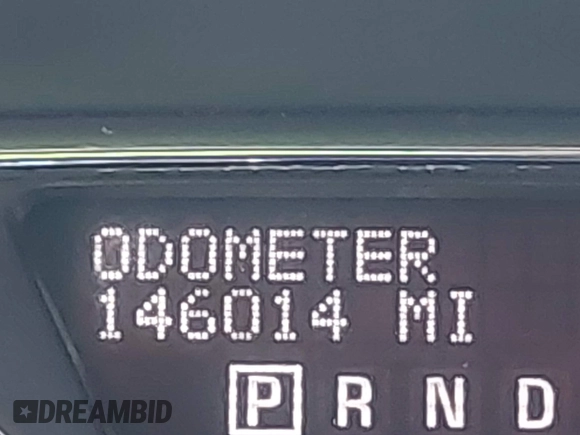 ODOMETER
146014 MI
P R N D
DREAMBID